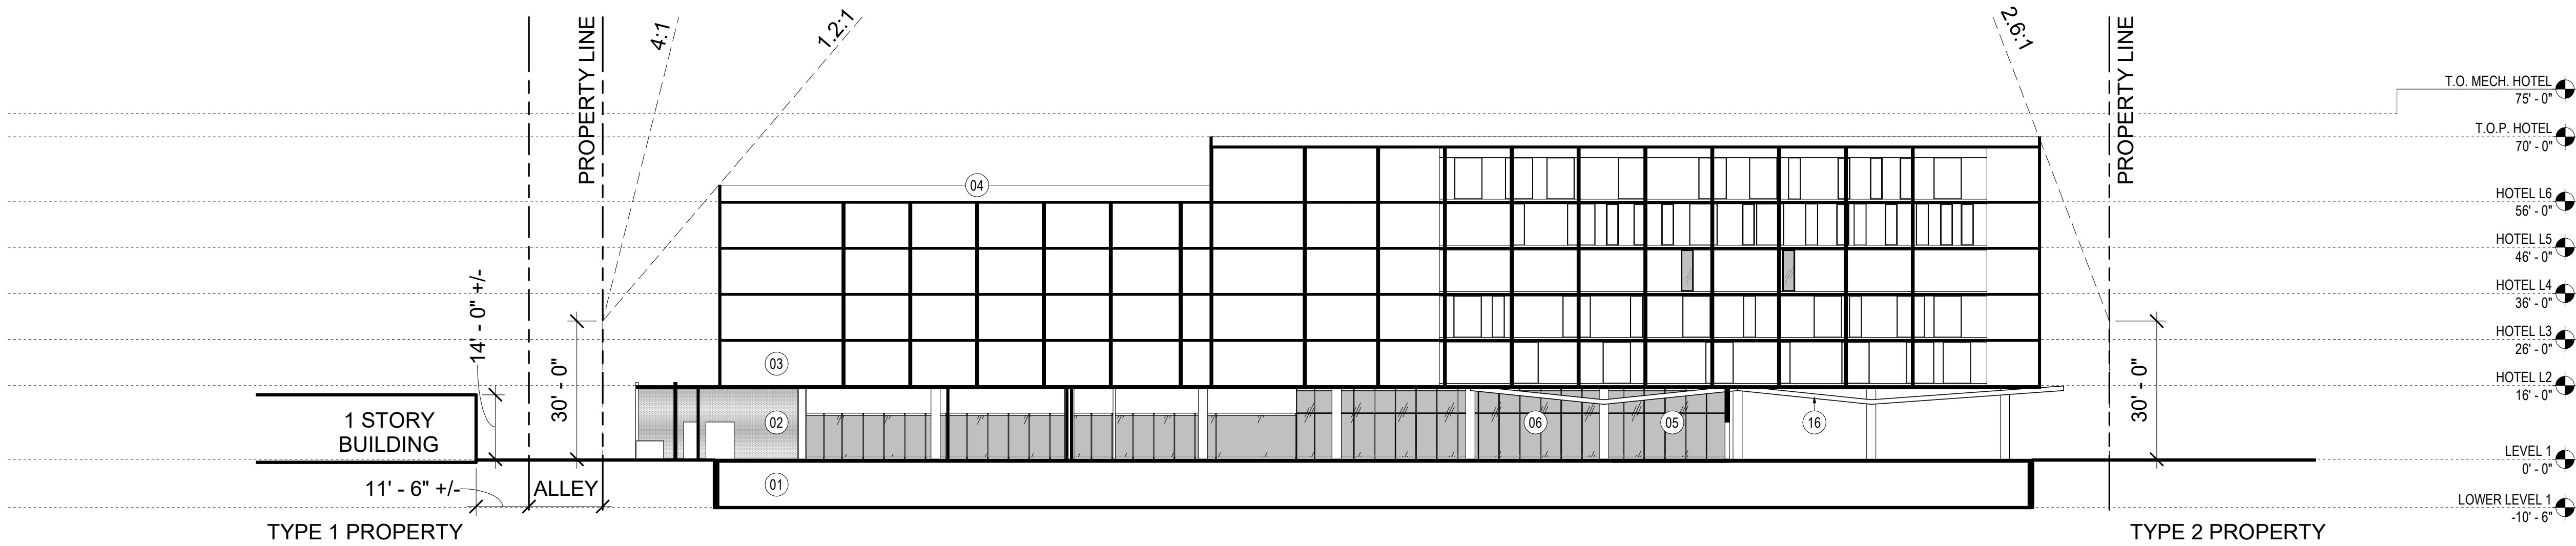 PROPERTY LINE
4:1
1.2:1
2.6:1
PROPERTY LINE
T.O. MECH. HOTEL
75' - 0"
T.O.P. HOTEL
70' - 0"
04
HOTEL L6
56' - 0"
HOTEL L5
46' - 0"
HOTEL L4
36' - 0"
14' - 0" +/-
30' - 0"
03
HOTEL L3
26' - 0"
30' - 0"
HOTEL L2
16' - 0"
1 STORY
BUILDING
02
06
05
16
LEVEL 1
0' - 0"
11' - 6" +/-
ALLEY
01
LOWER LEVEL 1
-10' - 6"
TYPE 1 PROPERTY
TYPE 2 PROPERTY